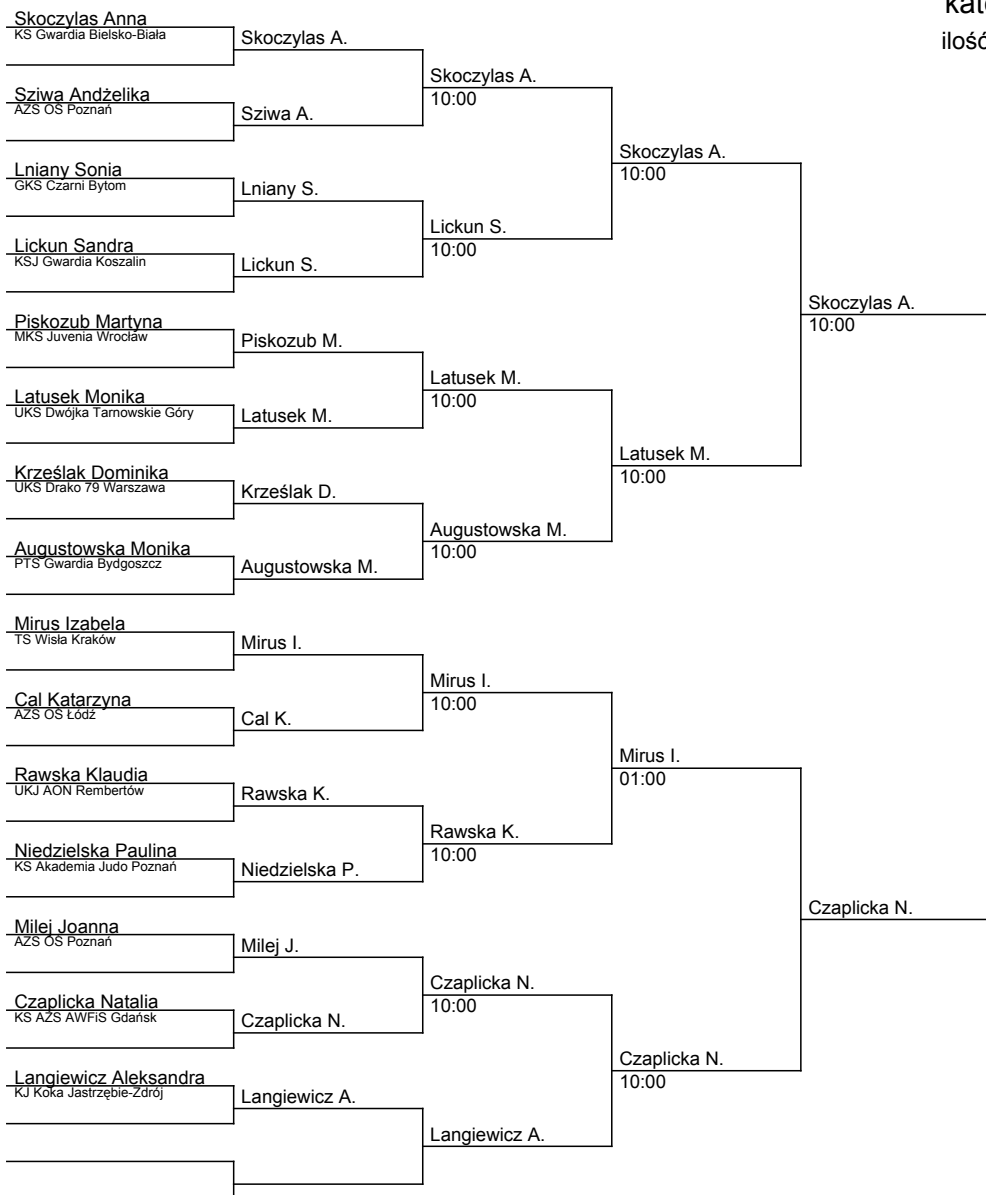 kate
ilość
Skoczylas Anna
KS Gwardia Bielsko-Biała
Sziwa Andżelika
AZS OŚ Poznań
Lniany Sonia
GKS Czarni Bytom
Lickun Sandra
KSJ Gwardia Koszalin
Piskozub Martyna
MKS Juvenia Wrocław
Latusek Monika
UKS Dwójka Tarnowskie Góry
Krześlak Dominika
UKS Drako 79 Warszawa
Augustowska Monika
PTS Gwardia Bydgoszcz
Mirus Izabela
TS Wisła Kraków
Cal Katarzyna
AZS OŚ Łódź
Rawska Klaudia
UKJ AON Rembertów
Niedzielska Paulina
KS Akademia Judo Poznań
Milej Joanna
AZS OŚ Poznań
Czaplicka Natalia
KS AZS AWFiS Gdańsk
Langiewicz Aleksandra
KJ Koka Jastrzębie-Zdrój
Skoczylas A.
Sziwa A.
Lniany S.
Lickun S.
Piskozub M.
Latusek M.
Krześlak D.
Augustowska M.
Mirus I.
Cal K.
Rawska K.
Niedzielska P.
Milej J.
Czaplicka N.
Langiewicz A.
Skoczylas A.
10:00
Lickun S.
10:00
Latusek M.
10:00
Augustowska M.
10:00
Mirus I.
10:00
Rawska K.
10:00
Czaplicka N.
10:00
Langiewicz A.
Skoczylas A.
10:00
Latusek M.
10:00
Mirus I.
01:00
Czaplicka N.
10:00
Skoczylas A.
10:00
Czaplicka N.